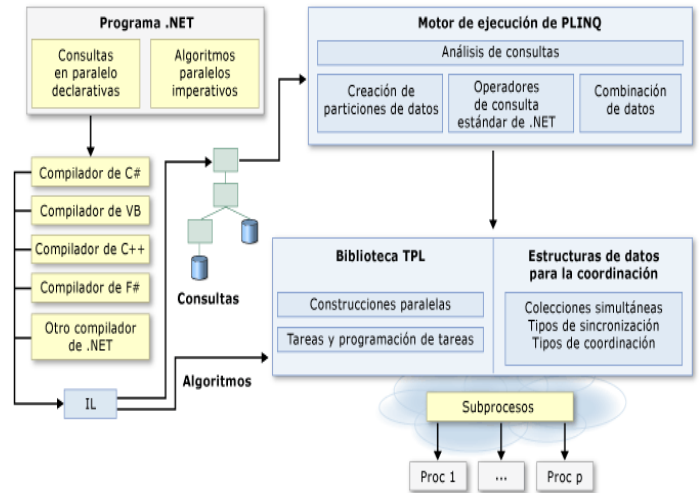 Programa .NET
Consultas
en paralelo
declarativas
Algoritmos
paralelos
imperativos
Compilador de C#
Compilador de VB
Compilador de C++
Compilador de F#
Otro compilador
de .NET
IL
Consultas
Algoritmos
Motor de ejecución de PLINQ
Análisis de consultas
Creación de
particiones de datos
Operadores
de consulta
estándar de .NET
Combinación
de datos
Biblioteca TPL
Construcciones paralelas
Tareas y programación de tareas
Estructuras de datos
para la coordinación
Colecciones simultáneas
Tipos de sincronización
Tipos de coordinación
Subprocesos
Proc 1
...
Proc p